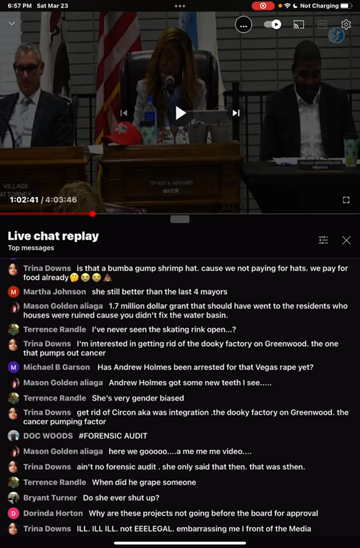 6:57 PM Sat Mar 23
Not Charging
1:02:41 / 4:03:46
VILLAGE
ATTORNEY
TIFFANY A. HENYARD
MAYOR
Live chat replay
Top messages
Trina Downs is that a bumba gump shrimp hat. cause we not paying for hats. we pay for
food already🤔😂😂💩
Martha Johnson she still better than the last 4 mayors
Mason Golden aliaga 1.7 million dollar grant that should have went to the residents who
houses were ruined cause you didn't fix the water basin.
Terrence Randle I've never seen the skating rink open...?
Trina Downs I'm interested in getting rid of the dooky factory on Greenwood. the one
that pumps out cancer
Michael B Garson Has Andrew Holmes been arrested for that Vegas rape yet?
Mason Golden aliaga Andrew Holmes got some new teeth I see.....
Terrence Randle She's very gender biased
Trina Downs get rid of Circon aka was integration .the dooky factory on Greenwood. the
cancer pumping factor
DOC WOODS #FORENSIC AUDIT
Mason Golden aliaga here we gooooo....a me me me video....
Trina Downs ain't no forensic audit . she only said that then. that was sthen.
Terrence Randle When did he grape someone
Bryant Turner Do she ever shut up?
Dorinda Horton Why are these projects not going before the board for approval
Trina Downs ILL. ILL ILL. not EEELEGAL. embarrassing me I front of the Media